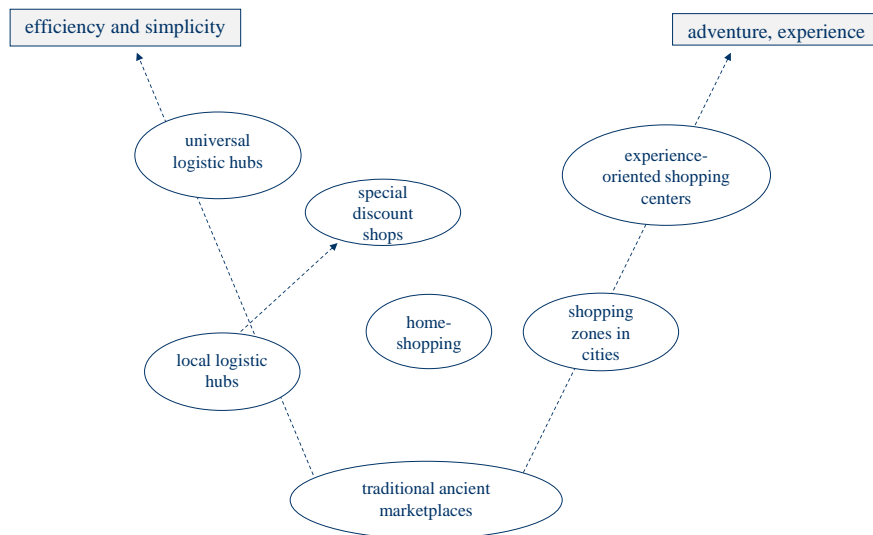 efficiency and simplicity
adventure, experience
universal
logistic hubs
experience-
oriented shopping
centers
special
discount
shops
home-
shopping
shopping
zones in
cities
local logistic
hubs
traditional ancient
marketplaces